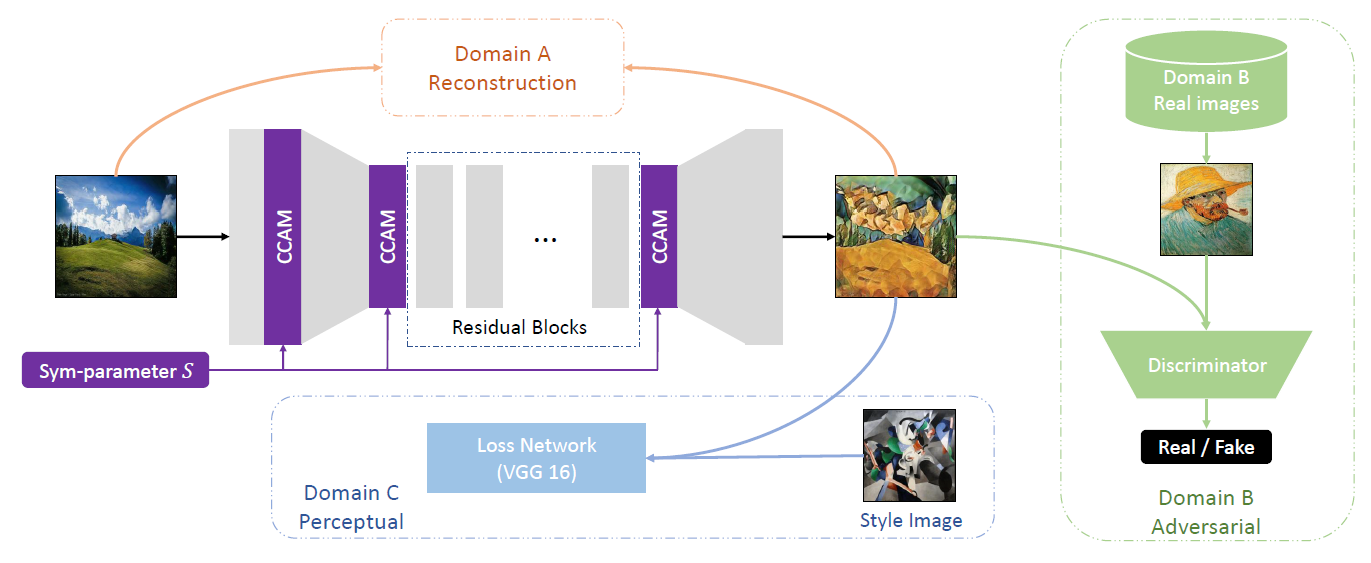 Domain A
Reconstruction
Domain B
Real images
CCAM
CCAM
...
CCAM
Residual Blocks
Sym-parameter S
Discriminator
Loss Network
(VGG 16)
Real / Fake
Domain C
Perceptual
Style Image
Domain B
Adversarial